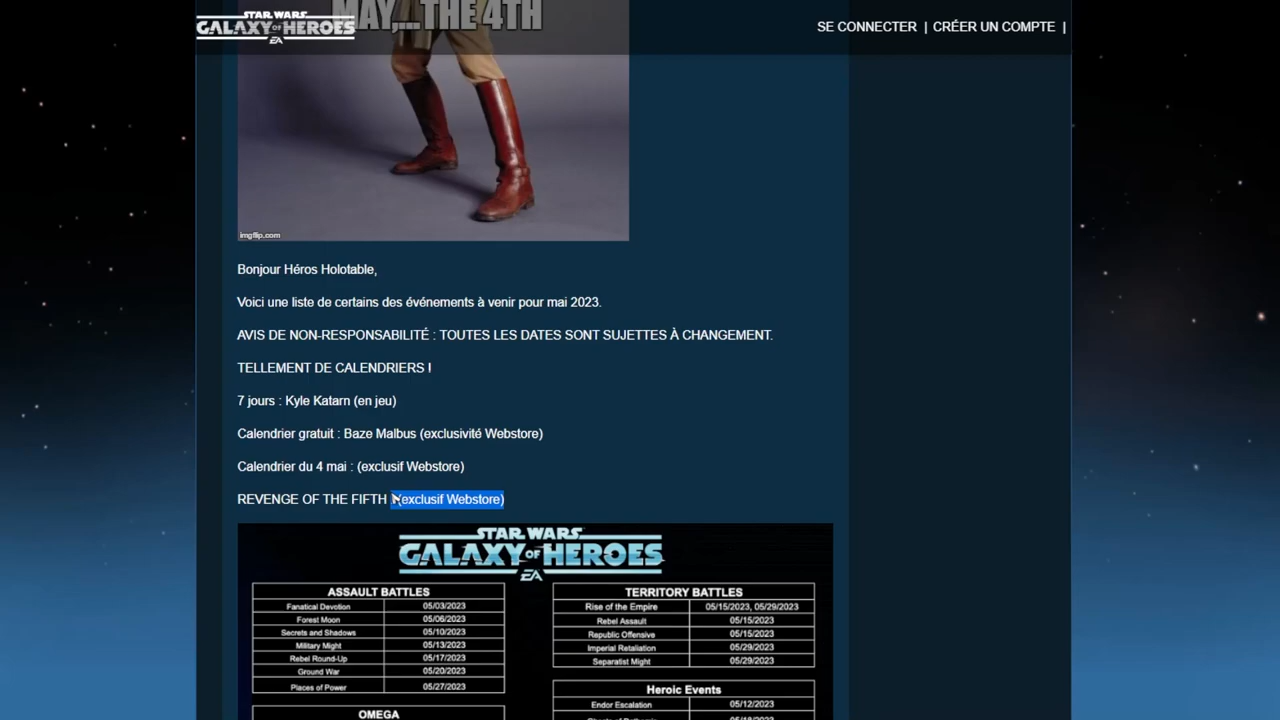 MAY,...THE 4TH
STAR WARS
GALAXY OF HEROES
EA
SE CONNECTER | CRÉER UN COMPTE |
imgflip.com
Bonjour Héros Holotable,
Voici une liste de certains des événements à venir pour mai 2023.
AVIS DE NON-RESPONSABILITÉ : TOUTES LES DATES SONT SUJETTES À CHANGEMENT.
TELLEMENT DE CALENDRIERS !
7 jours : Kyle Katarn (en jeu)
Calendrier gratuit : Baze Malbus (exclusivité Webstore)
Calendrier du 4 mai : (exclusif Webstore)
REVENGE OF THE FIFTH (exclusif Webstore)
STAR WARS
GALAXY OF HEROES
EA
ASSAULT BATTLES
Fanatical Devotion 05/03/2023
Forest Moon 05/06/2023
Secrets and Shadows 05/10/2023
Military Might 05/13/2023
Rebel Round-Up 05/17/2023
Ground War 05/20/2023
Places of Power 05/27/2023
OMEGA
TERRITORY BATTLES
Rise of the Empire 05/15/2023, 05/29/2023
Rebel Assault 05/15/2023
Republic Offensive 05/15/2023
Imperial Retaliation 05/29/2023
Separatist Might 05/29/2023
Heroic Events
Endor Escalation 05/12/2023